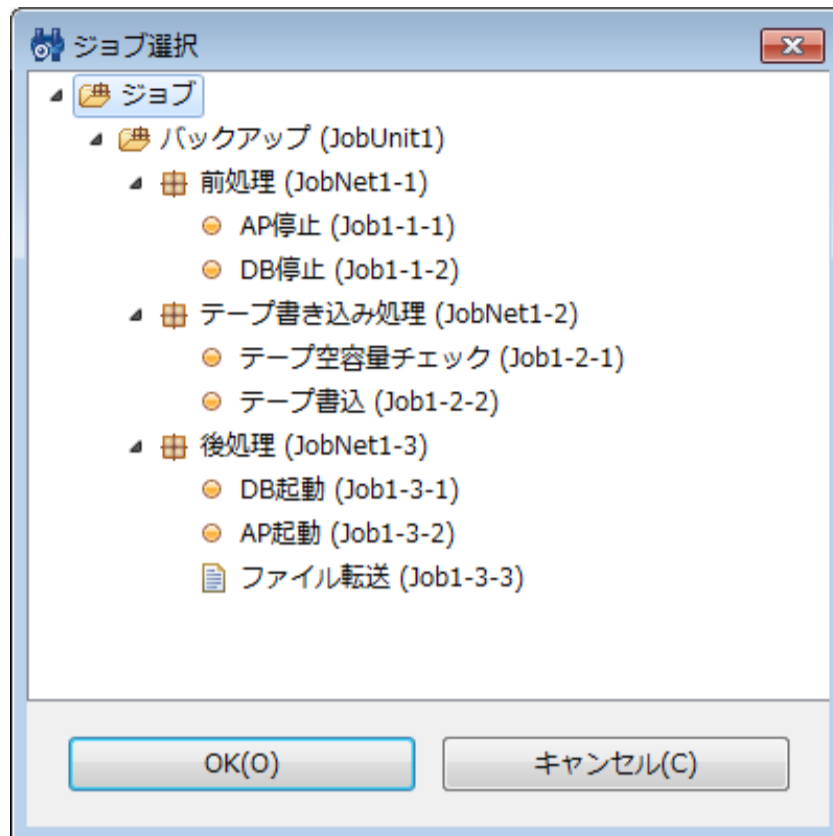 ジョブ選択
ジョブ
バックアップ (JobUnit1)
前処理 (JobNet1-1)
AP停止 (Job1-1-1)
DB停止 (Job1-1-2)
テープ書き込み処理 (JobNet1-2)
テープ空容量チェック (Job1-2-1)
テープ書込 (Job1-2-2)
後処理 (JobNet1-3)
DB起動 (Job1-3-1)
AP起動 (Job1-3-2)
ファイル転送 (Job1-3-3)
OK(O) キャンセル(C)